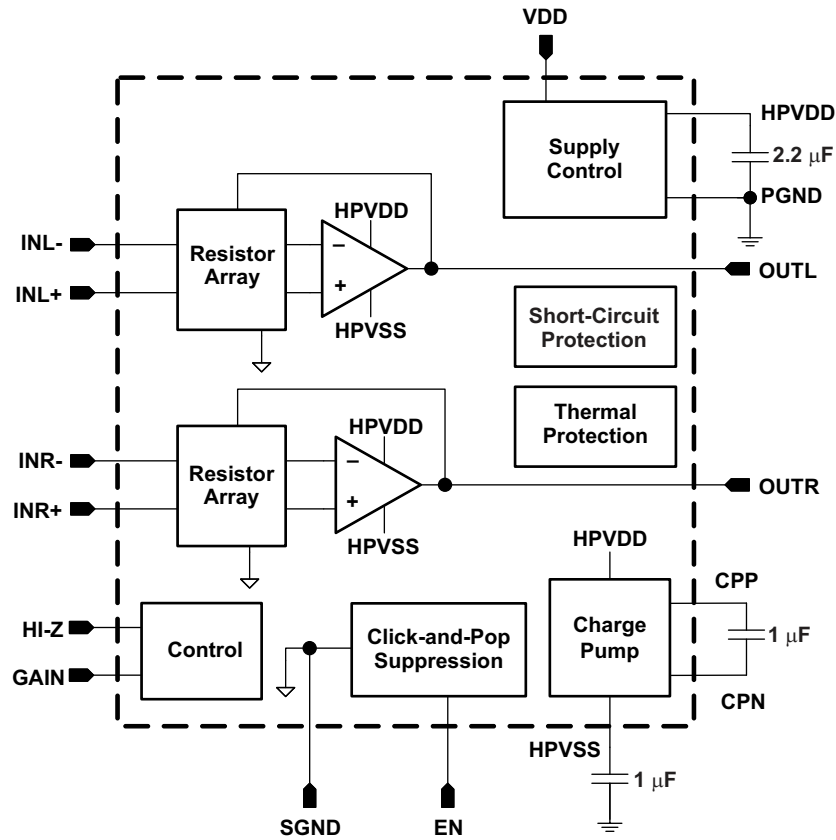 VDD
HPVDD
Supply
Control
2.2 μF
PGND
HPVDD
INL-
Resistor
Array
−
+
INL+
OUTL
HPVSS
Short-Circuit
Protection
Thermal
Protection
HPVDD
INR-
Resistor
Array
−
+
INR+
OUTR
HPVSS
HPVDD
CPP
HI-Z
Control
GAIN
Click-and-Pop
Suppression
Charge
Pump
1 μF
CPN
HPVSS
1 μF
SGND
EN